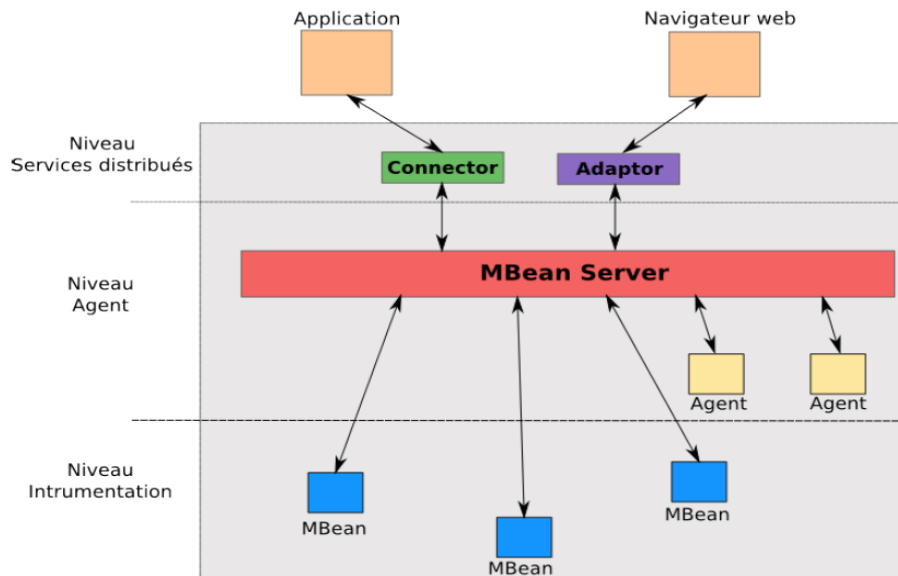 Application
Navigateur web
Niveau
Services distribués
Connector
Adaptor
MBean Server
Niveau
Agent
Agent
Agent
Niveau
Intrumentation
MBean
MBean
MBean